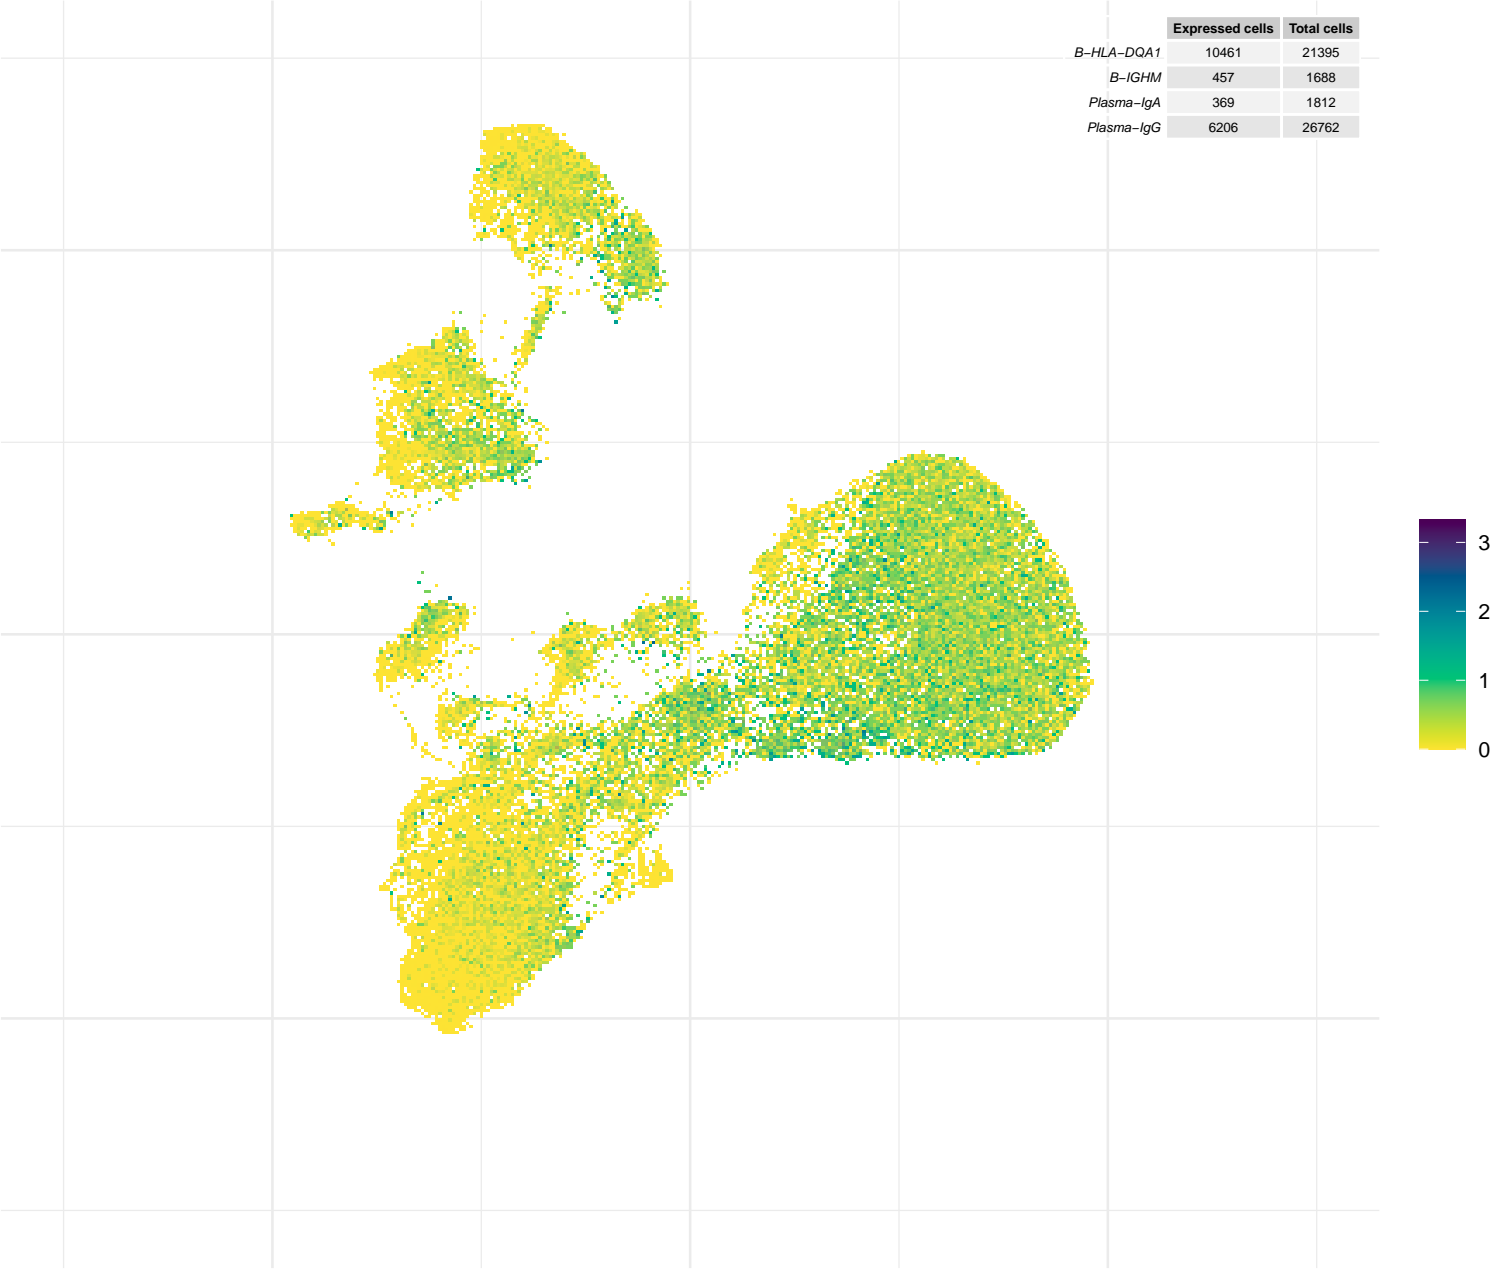 Expressed cells Total cells
B−HLA−DQA1 10461 21395
B−IGHM 457 1688
Plasma−IgA 369 1812
Plasma−IgG 6206 26762
3
2
1
0